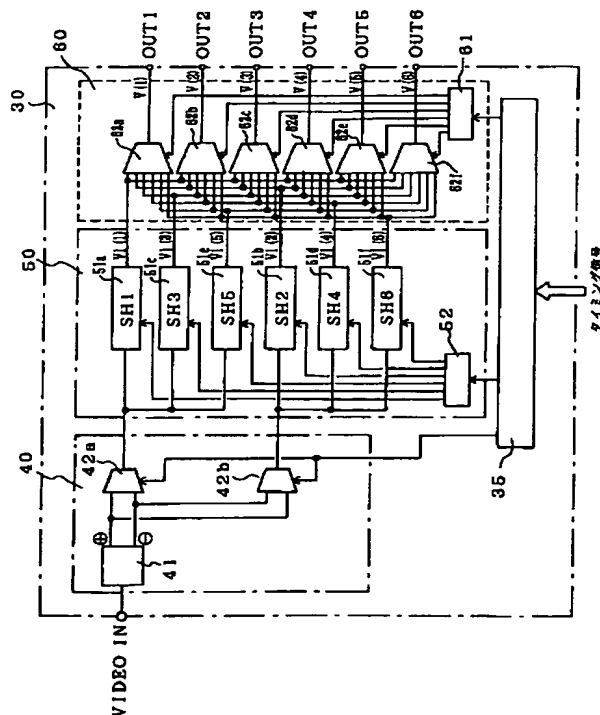 30
60
50
40
VIDEO IN
41
⊕
⊖
42a
42b
51a
SH1
V1(1)
51c
SH3
V1(3)
51e
SH5
V1(5)
51b
SH2
V1(2)
51d
SH4
V1(4)
51f
SH6
V1(6)
52
62a
V(1)
OUT1
62b
V(2)
OUT2
62c
V(3)
OUT3
62d
V(4)
OUT4
62e
V(5)
OUT5
62f
V(6)
OUT6
61
35
タイミング信号